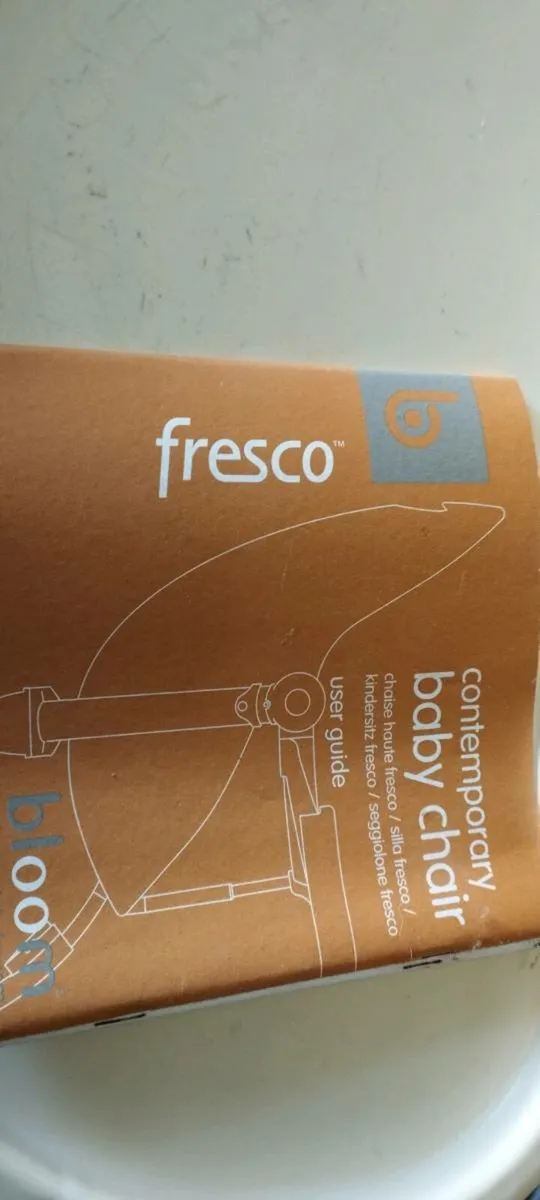 b
fresco™
contemporary
baby chair
chaise haute fresco / silla fresco /
kindersitz fresco / seggiolone fresco
user guide
bloom